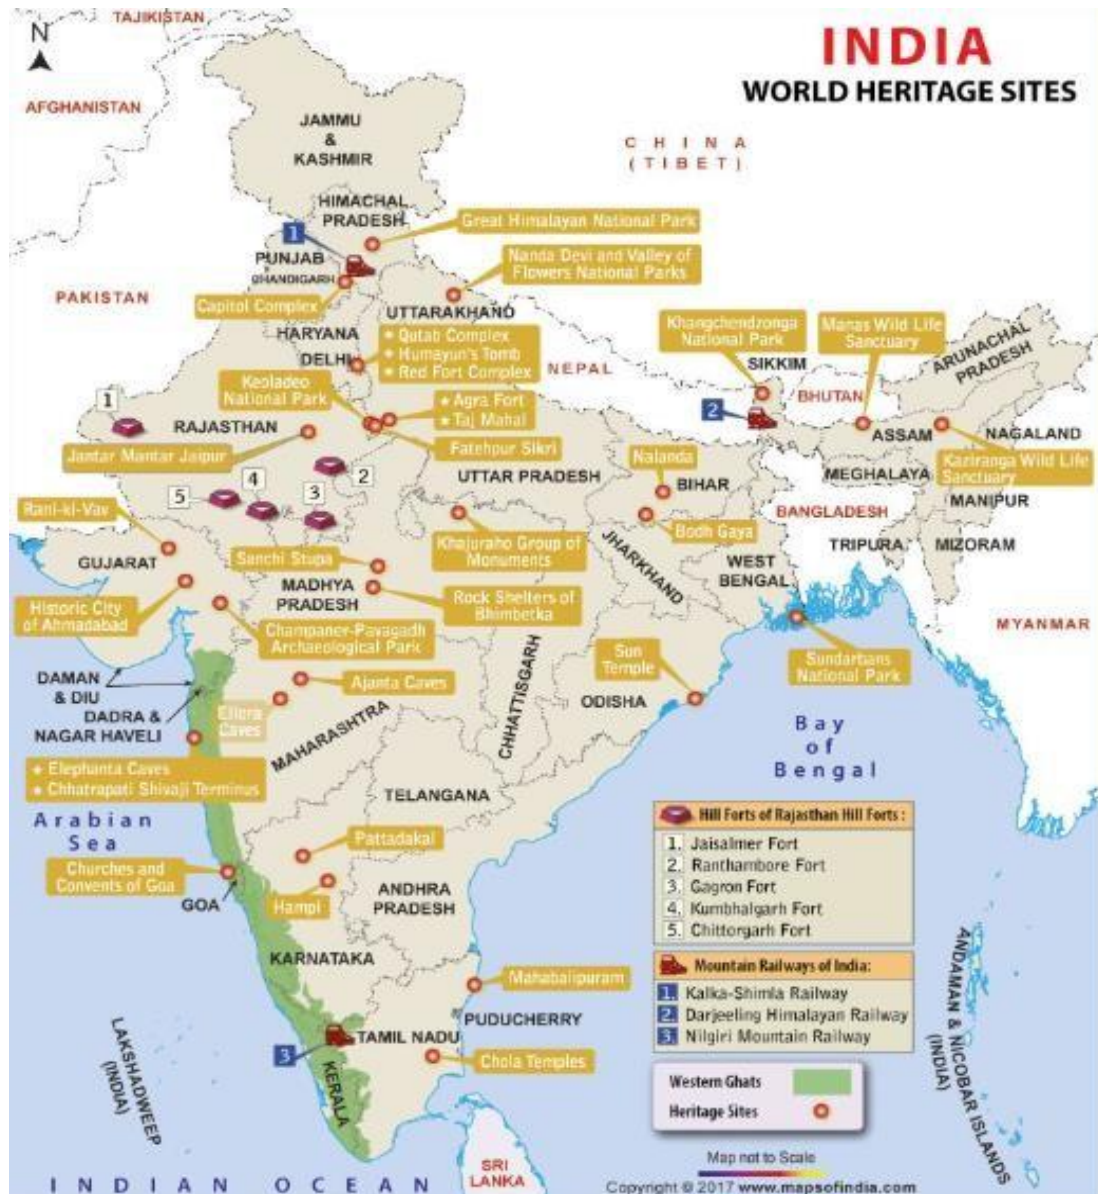 TAJIKISTAN
N
INDIA
WORLD HERITAGE SITES
AFGHANISTAN
JAMMU
&
KASHMIR
C H I N A
(TIBET)
HIMACHAL
PRADESH
Great Himalayan National Park
1
PUNJAB
CHANDIGARH
Nanda Devi and Valley of
Flowers National Parks
PAKISTAN
Capitol Complex
UTTARAKHAND
HARYANA
DELHI
Qutab Complex
Humayun's Tomb
Red Fort Complex
NEPAL
Khangchendzonga
National Park
SIKKIM
Manas Wild Life
Sanctuary
ARUNACHAL
PRADESH
BHUTAN
2
Keoladeo
National Park
Agra Fort
Taj Mahal
1
RAJASTHAN
Jantar Mantar Jaipur
Fatehpur Sikri
ASSAM
NAGALAND
Kaziranga Wild Life
Sanctuary
MEGHALAYA
MANIPUR
UTTAR PRADESH
Nalanda
BIHAR
2
4
5
3
Rani-ki-Vav
Khajuraho Group of
Monuments
Bodh Gaya
BANGLADESH
TRIPURA
MIZORAM
GUJARAT
Sanchi Stupa
MADHYA
PRADESH
Rock Shelters of
Bhimbetka
JHARKHAND
WEST
BENGAL
Historic City
of Ahmadabad
Champaner-Pavagadh
Archaeological Park
MYANMAR
Sun
Temple
Sundarbans
National Park
DAMAN
& DIU
DADRA &
NAGAR HAVELI
Ajanta Caves
Ellora
Caves
MAHARASHTRA
CHHATTISGARH
ODISHA
Bay
of
Bengal
Elephanta Caves
Chhatrapati Shivaji Terminus
TELANGANA
Arabian
Sea
Pattadakal
Churches and
Convents of Goa
GOA
Hampi
ANDHRA
PRADESH
KARNATAKA
Mahabalipuram
PUDUCHERRY
TAMIL NADU
3
Chola Temples
KERALA
LAKSHADWEEP
(INDIA)
Hill Forts of Rajasthan Hill Forts :
1. Jaisalmer Fort
2. Ranthambore Fort
3. Gagron Fort
4. Kumbhalgarh Fort
5. Chittorgarh Fort
Mountain Railways of India:
1. Kalka-Shimla Railway
2. Darjeeling Himalayan Railway
3. Nilgiri Mountain Railway
Western Ghats
Heritage Sites
ANDAMAN & NICOBAR ISLANDS
(INDIA)
SRI
LANKA
INDIAN OCEAN
Map not to Scale
Copyright © 2017 www.mapsofindia.com